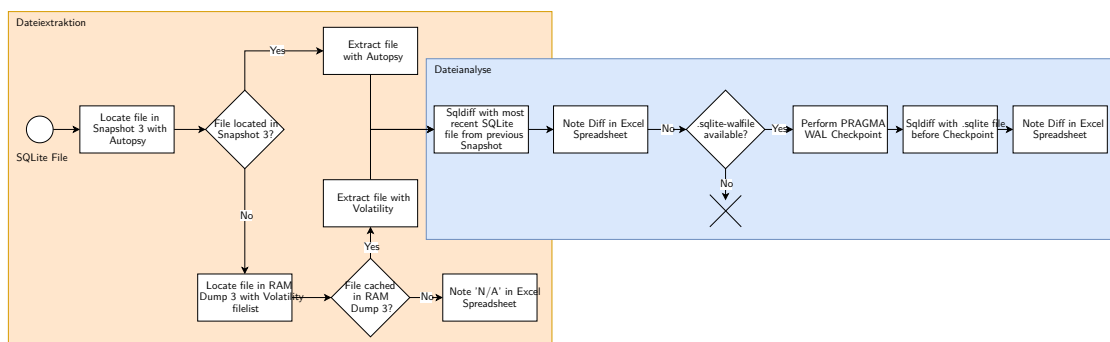 Dateiextraktion
SQLite File
Locate file in
Snapshot 3 with
Autopsy
File located in
Snapshot 3?
Yes
Extract file
with Autopsy
No
Locate file in RAM
Dump 3 with Volatility
filelist
File cached
in RAM
Dump 3?
Yes
Extract file with
Volatility
No
Note 'N/A' in Excel
Spreadsheet
Dateianalyse
Sqldiff with most
recent SQLite
file from previous
Snapshot
Note Diff in Excel
Spreadsheet
No
.sqlite-walfile
available?
No
Yes
Perform PRAGMA
WAL Checkpoint
Sqldiff with .sqlite file
before Checkpoint
Note Diff in Excel
Spreadsheet